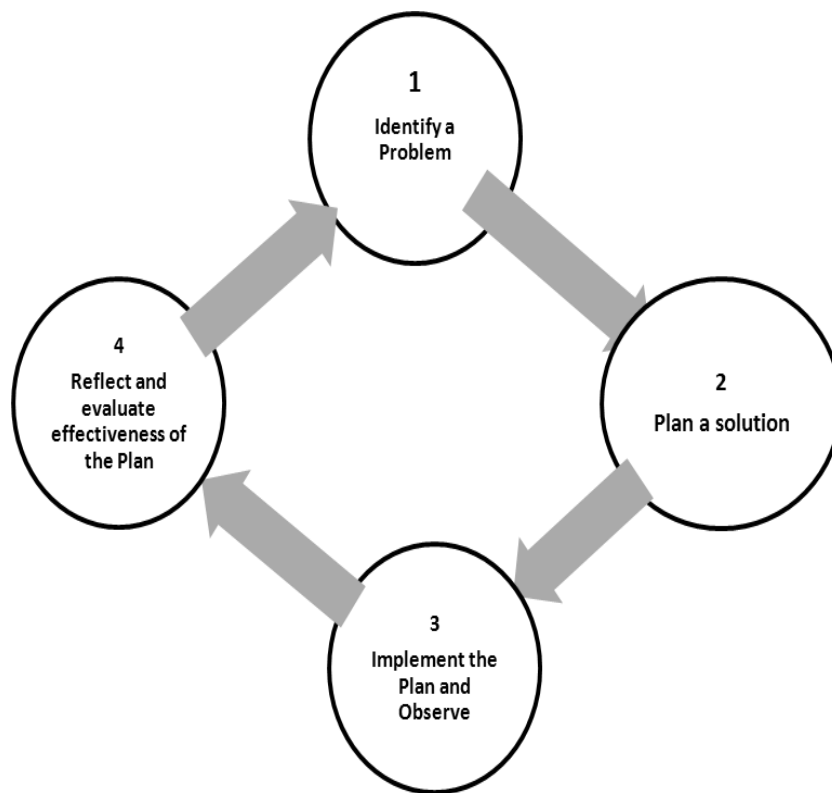 1
Identify a
Problem
2
Plan a solution
3
Implement the
Plan and
Observe
4
Reflect and
evaluate
effectiveness of
the Plan